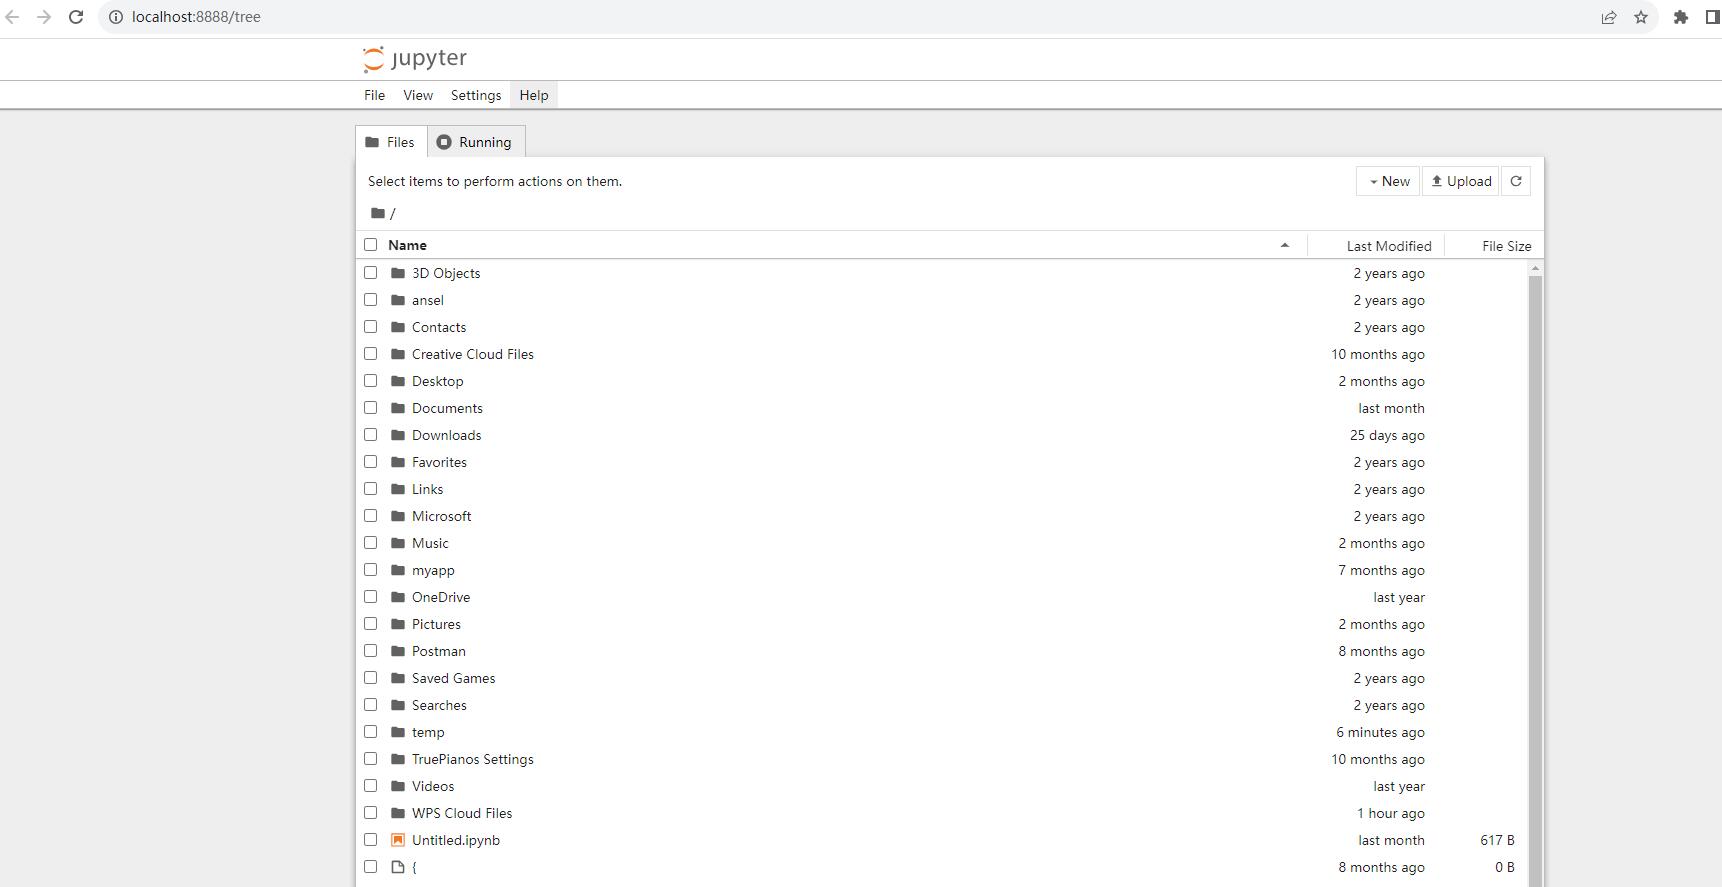 localhost:8888/tree
jupyter
File View Settings Help
Files Running
Select items to perform actions on them.
New Upload
/
Name Last Modified File Size
3D Objects 2 years ago
ansel 2 years ago
Contacts 2 years ago
Creative Cloud Files 10 months ago
Desktop 2 months ago
Documents last month
Downloads 25 days ago
Favorites 2 years ago
Links 2 years ago
Microsoft 2 years ago
Music 2 months ago
myapp 7 months ago
OneDrive last year
Pictures 2 months ago
Postman 8 months ago
Saved Games 2 years ago
Searches 2 years ago
temp 6 minutes ago
TruePianos Settings 10 months ago
Videos last year
WPS Cloud Files 1 hour ago
Untitled.ipynb last month 617 B
{ 8 months ago 0 B